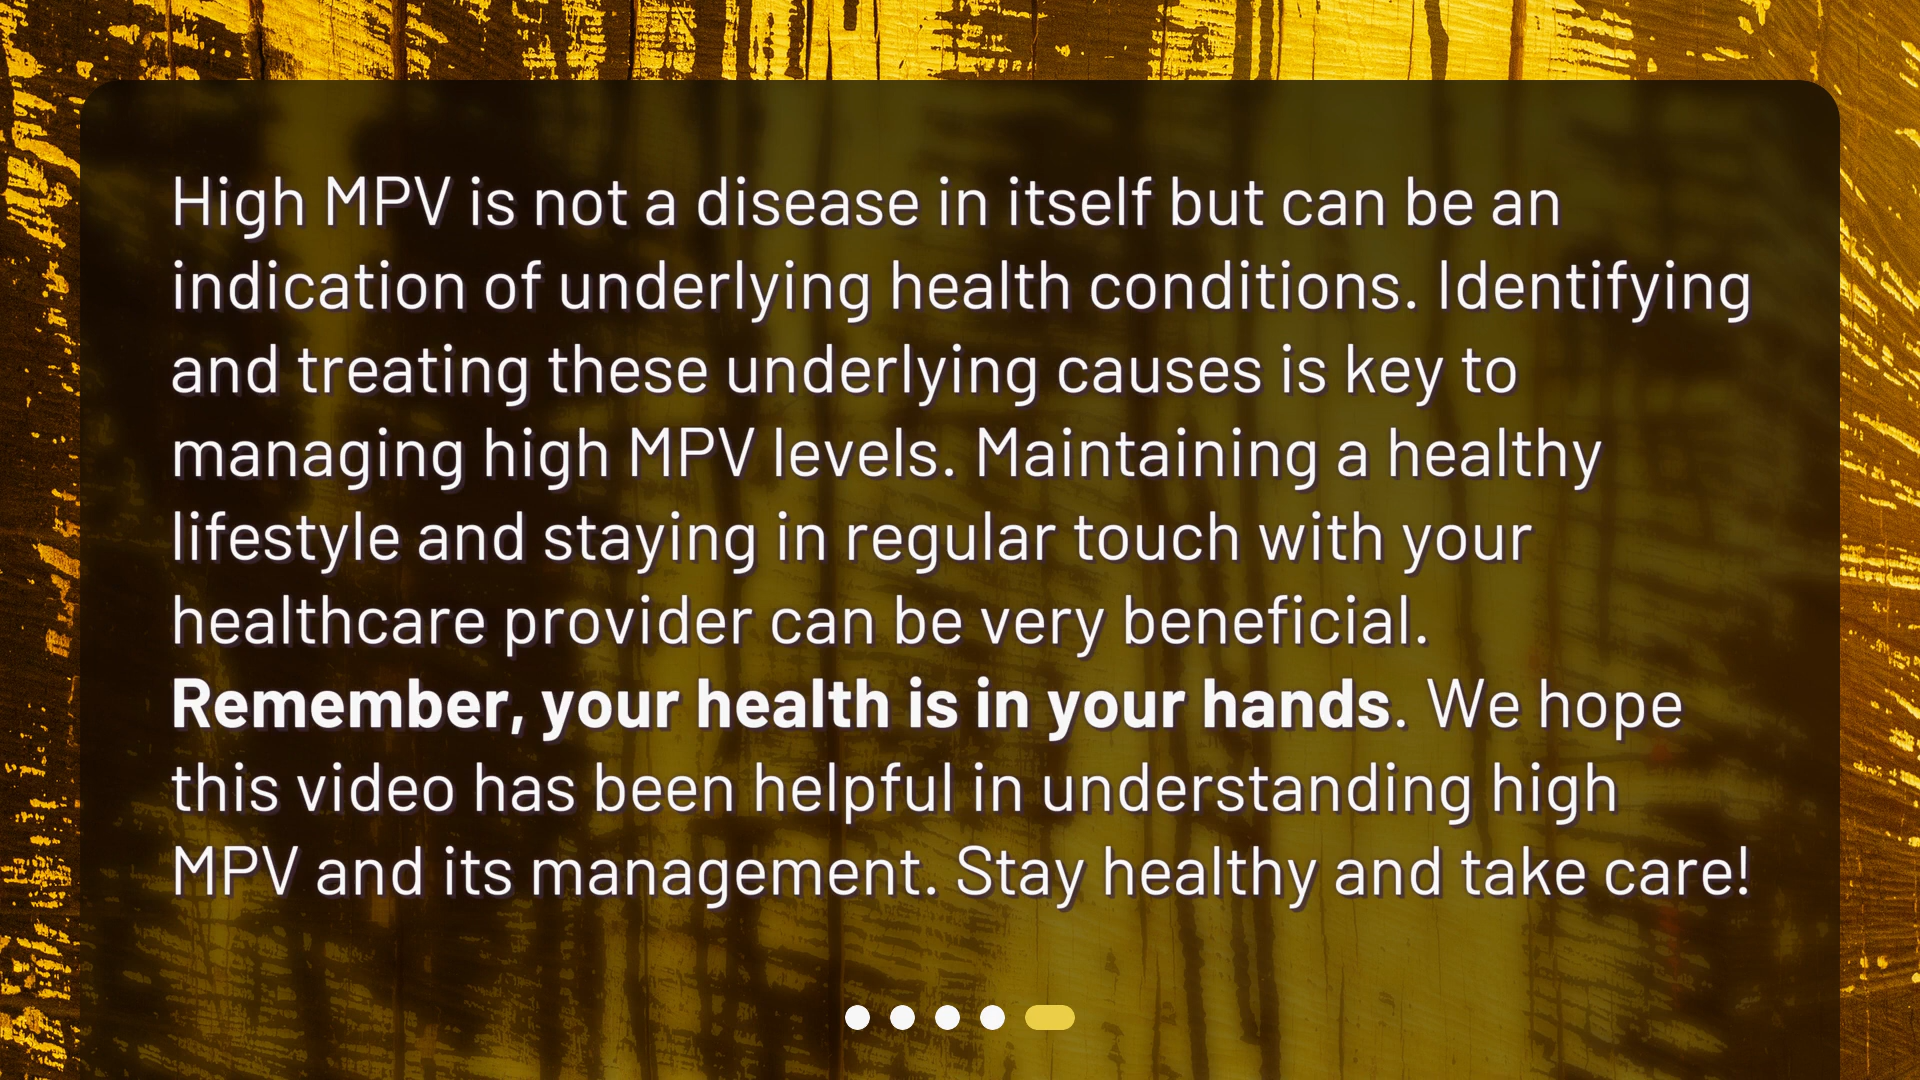 High MPV is not a disease in itself but can be an
indication of underlying health conditions. Identifying
and treating these underlying causes is key to
managing high MPV levels. Maintaining a healthy
lifestyle and staying in regular touch with your
healthcare provider can be very beneficial.
Remember, your health is in your hands. We hope
this video has been helpful in understanding high
MPV and its management. Stay healthy and take care!